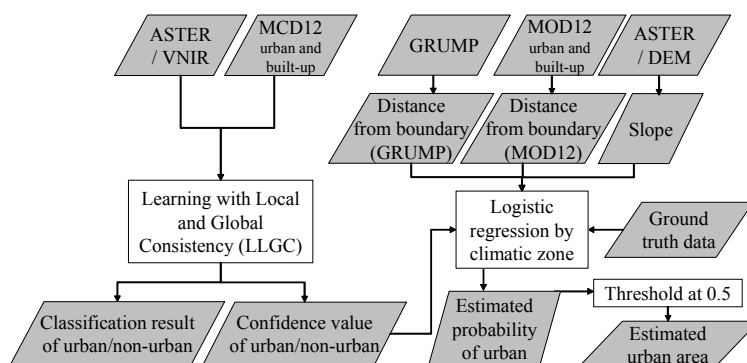 ASTER
/ VNIR
MCD12
urban and
built-up
GRUMP
MOD12
urban and
built-up
ASTER
/ DEM
Distance
from boundary
(GRUMP)
Distance
from boundary
(MOD12)
Slope
Learning with Local
and Global
Consistency (LLGC)
Logistic
regression by
climatic zone
Ground
truth data
Classification result
of urban/non-urban
Confidence value
of urban/non-urban
Estimated
probability
of urban
Threshold at 0.5
Estimated
urban area